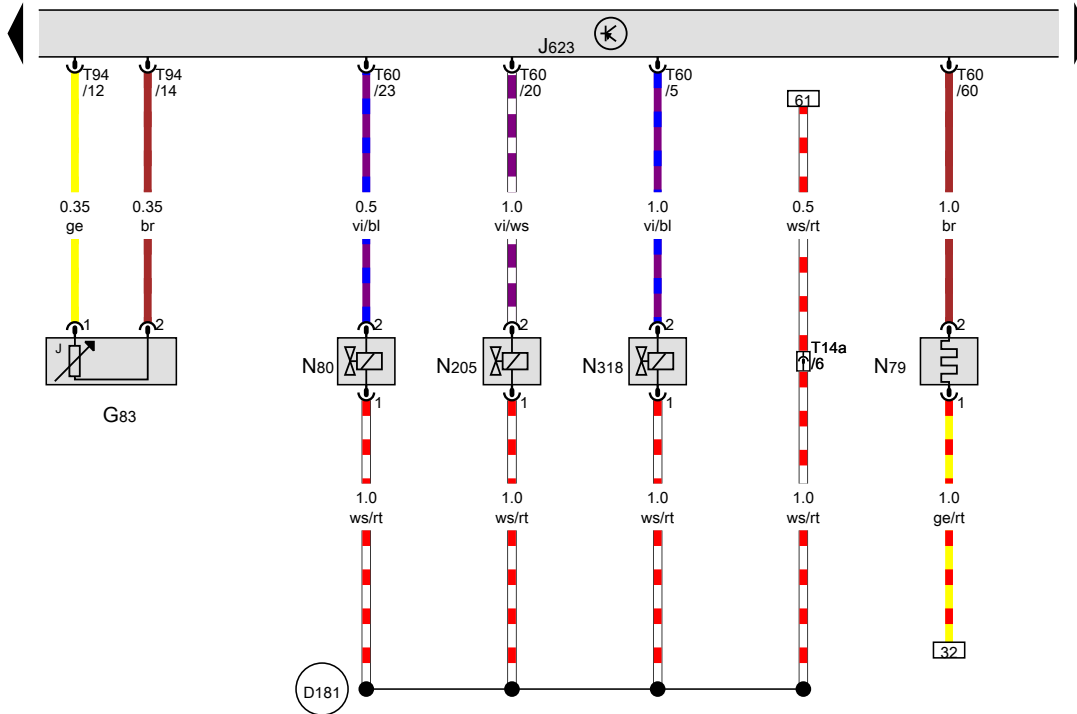 J623
T94
/12
T94
/14
T60
/23
T60
/20
T60
/5
T60
/60
61
0.35
ge
0.35
br
0.5
vi/bl
1.0
vi/ws
1.0
vi/bl
0.5
ws/rt
1.0
br
1
2
2
2
2
T14a
/6
2
J
G83
N80
N205
N318
N79
1
1
1
1
1.0
ws/rt
1.0
ws/rt
1.0
ws/rt
1.0
ws/rt
1.0
ge/rt
32
D181